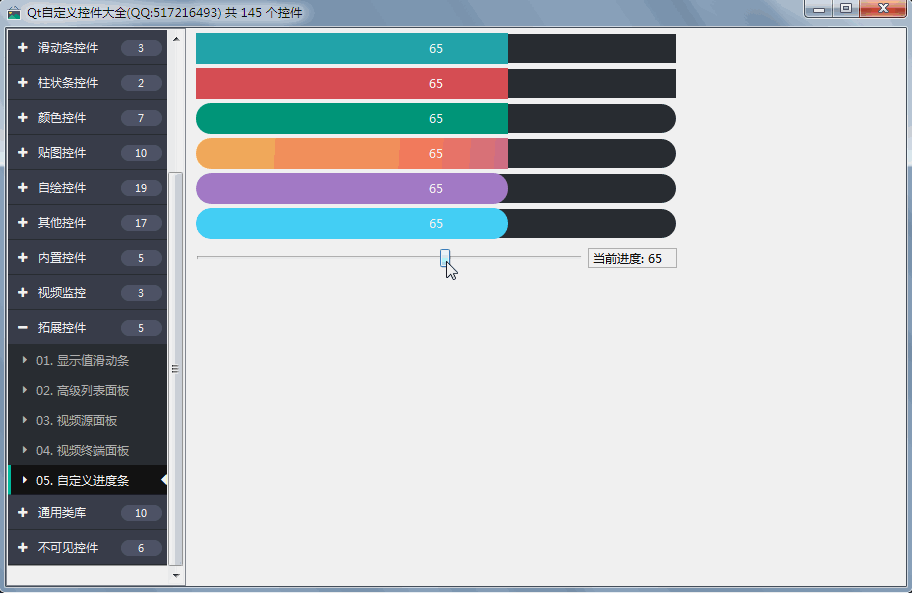 Qt自定义控件大全(QQ:517216493) 共 145 个控件
滑动条控件 3
柱状条控件 2
颜色控件 7
贴图控件 10
自绘控件 19
其他控件 17
内置控件 5
视频监控 3
拓展控件 5
01. 显示值滑动条
02. 高级列表面板
03. 视频源面板
04. 视频终端面板
05. 自定义进度条
通用类库 10
不可见控件 6
65
65
65
65
65
65
当前进度: 65